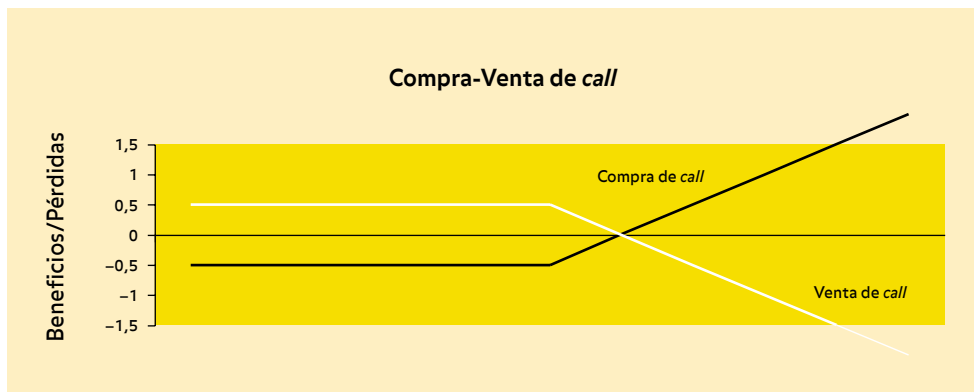 Compra-Venta de call
Beneficios/Pérdidas
1,5
1
0,5
0
−0,5
−1
−1,5
Compra de call
Venta de call